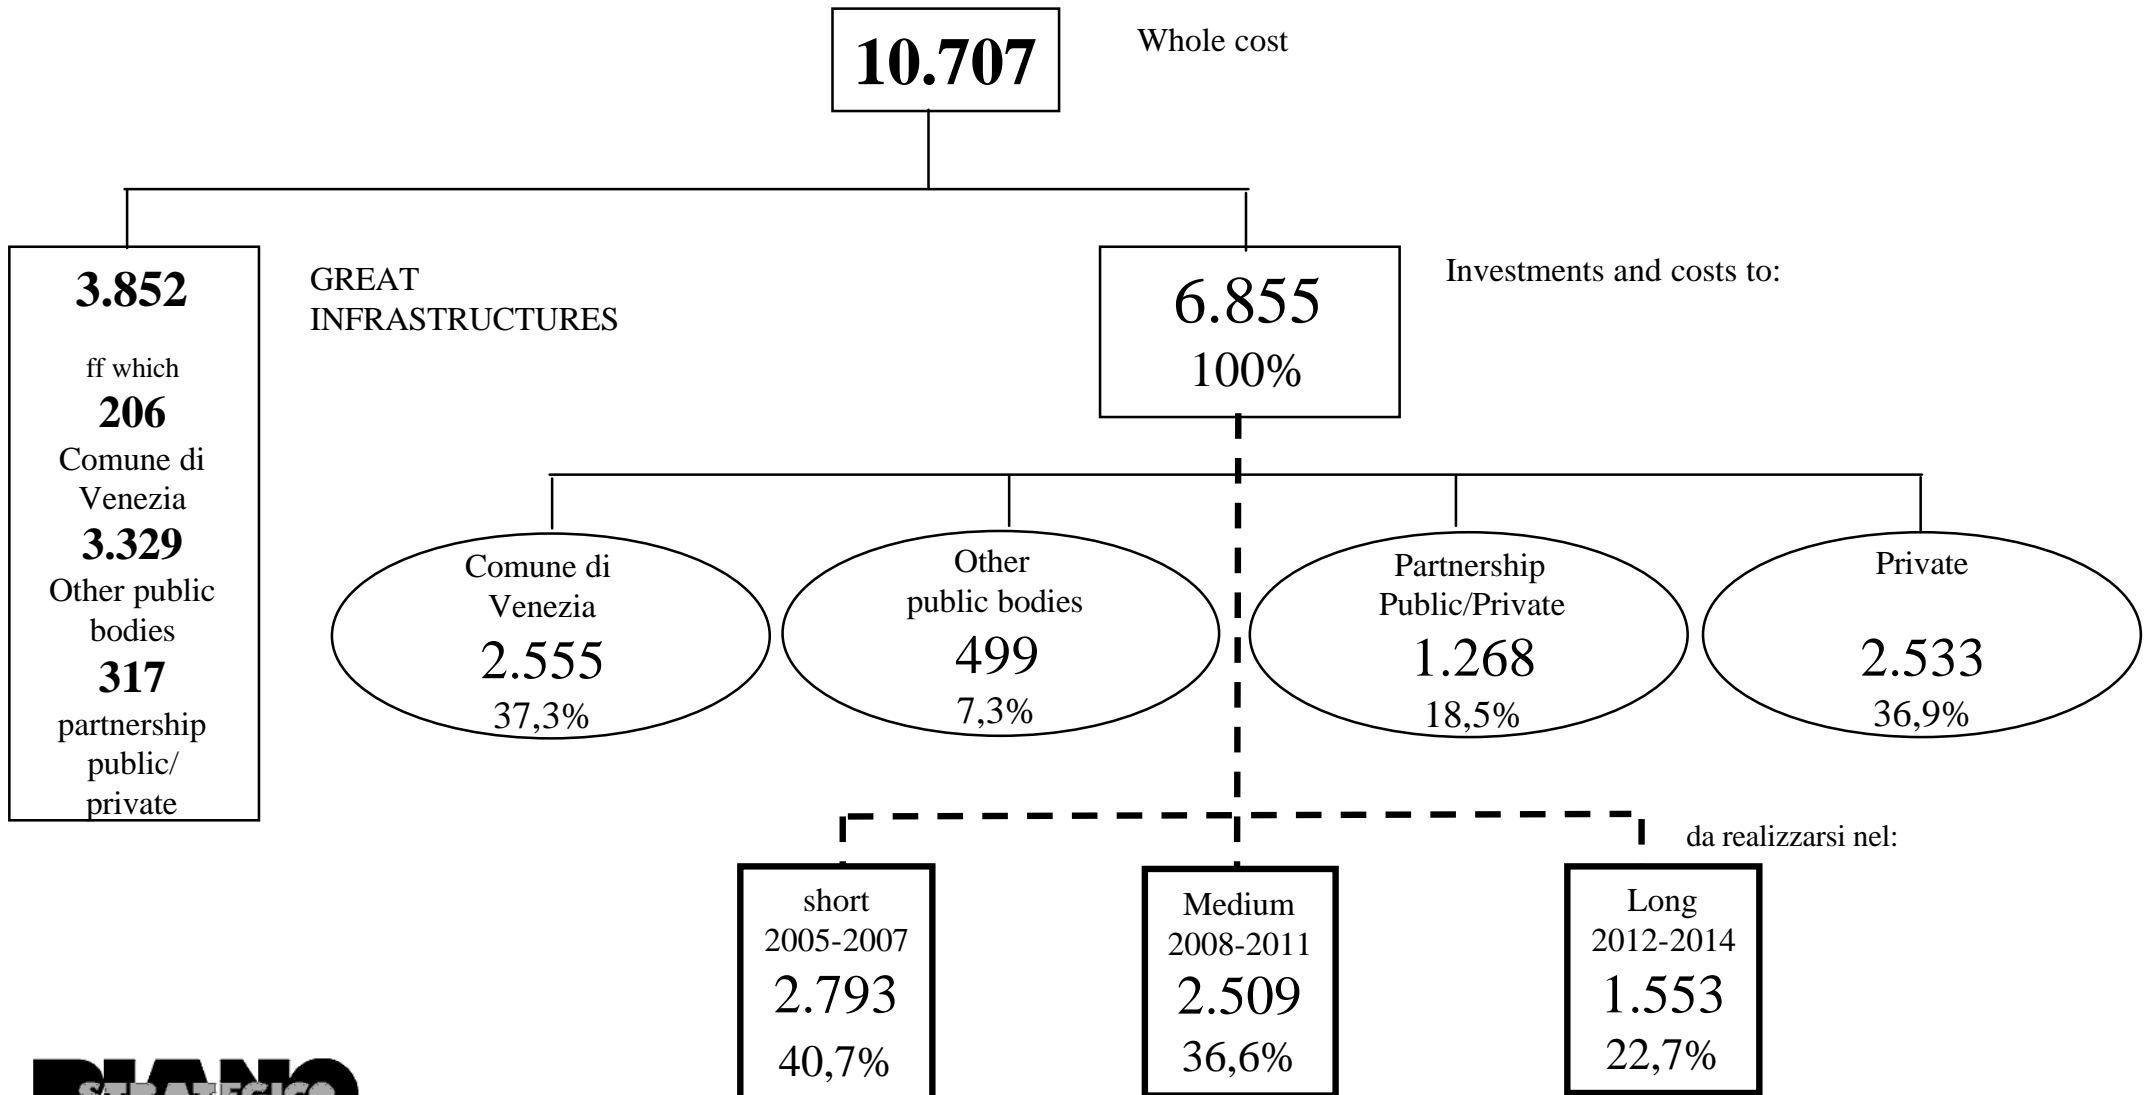 10.707
Whole cost
3.852
ff which
206
Comune di
Venezia
3.329
Other public
bodies
317
partnership
public/
private
GREAT
INFRASTRUCTURES
6.855
100%
Investments and costs to:
Comune di
Venezia
2.555
37,3%
Other
public bodies
499
7,3%
Partnership
Public/Private
1.268
18,5%
Private
2.533
36,9%
da realizzarsi nel:
short
2005-2007
2.793
40,7%
Medium
2008-2011
2.509
36,6%
Long
2012-2014
1.553
22,7%
PIANO
STRATEGICO